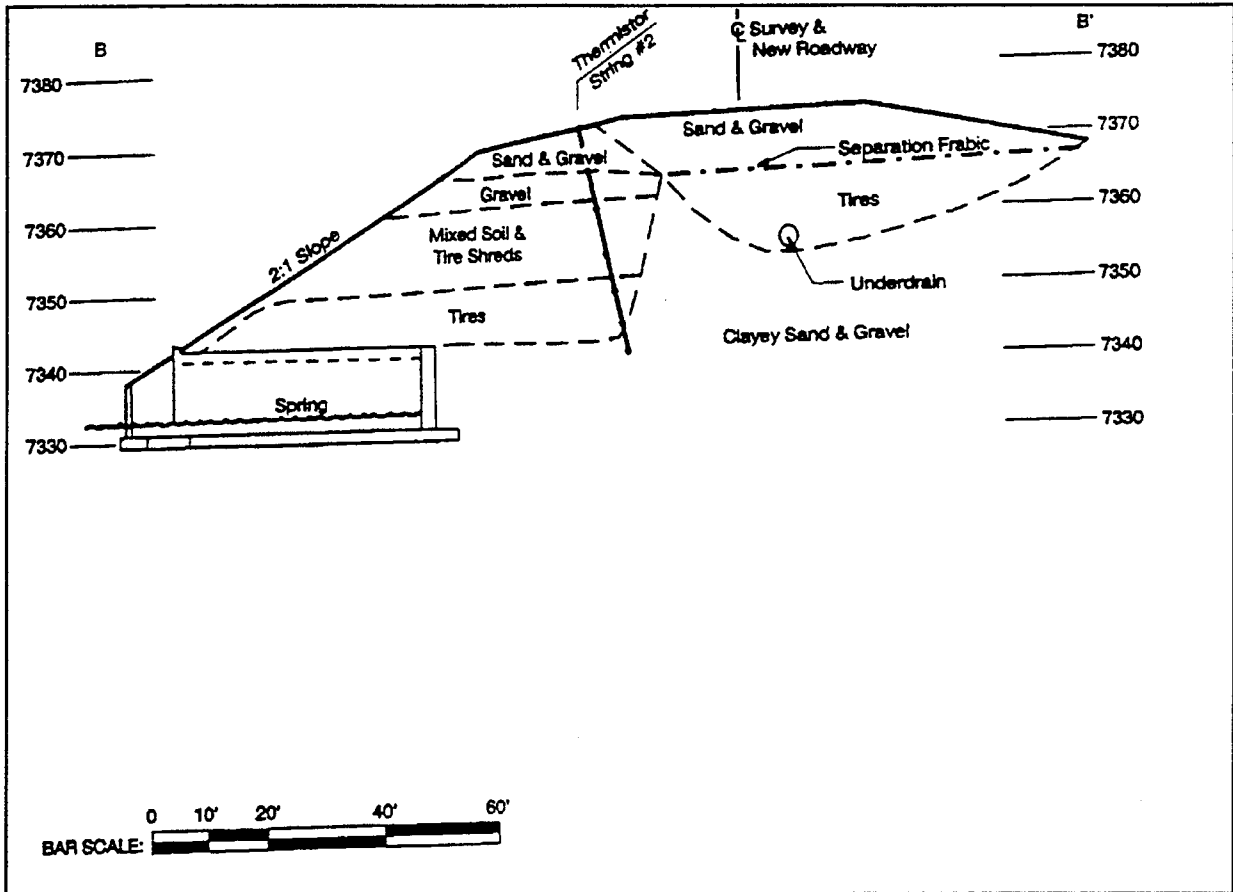 B
B'
Thermistor
String #2
℄ Survey &
New Roadway
7380
7380
Sand & Gravel
7370
7370
Sand & Gravel
Separation Frabic
Gravel
Tires
7360
7360
Mixed Soil &
Tire Shreds
2:1 Slope
Underdrain
7350
7350
Tires
Clayey Sand & Gravel
7340
7340
Spring
7330
7330
0 10' 20' 40' 60'
BAR SCALE: